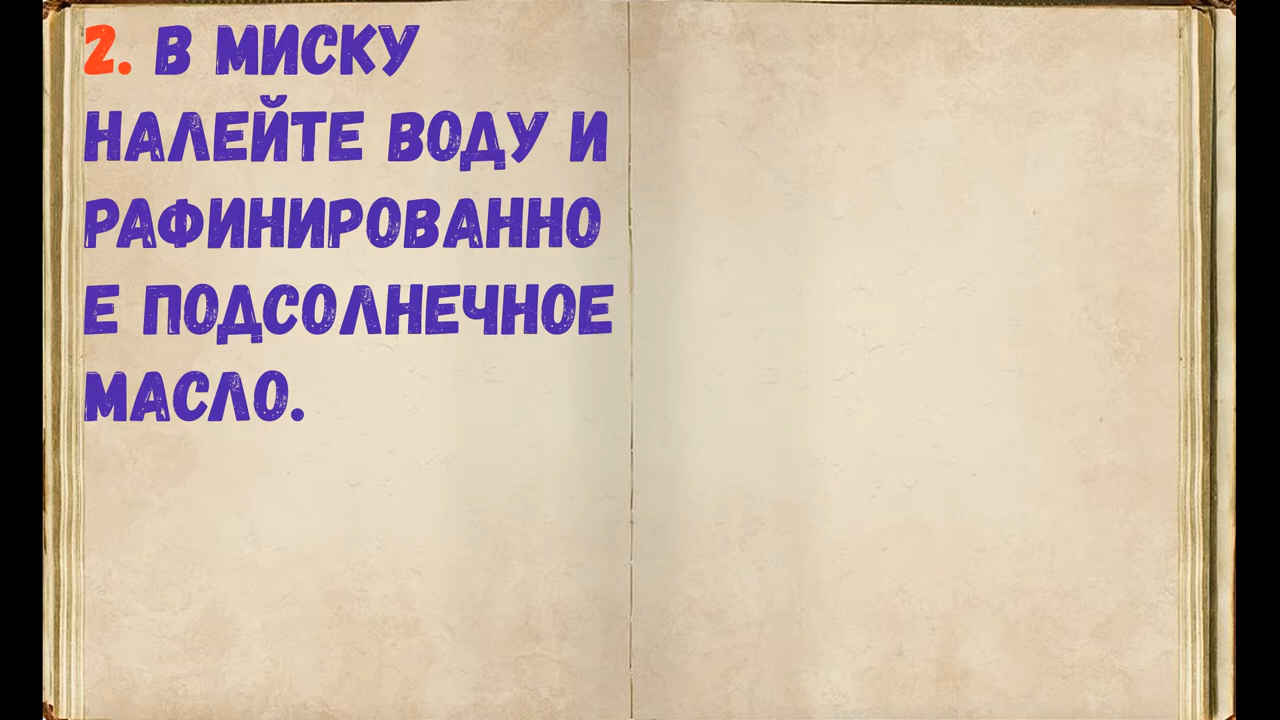 2. В МИСКУ
НАЛЕЙТЕ ВОДУ И
РАФИНИРОВАННО
Е ПОДСОЛНЕЧНОЕ
МАСЛО.